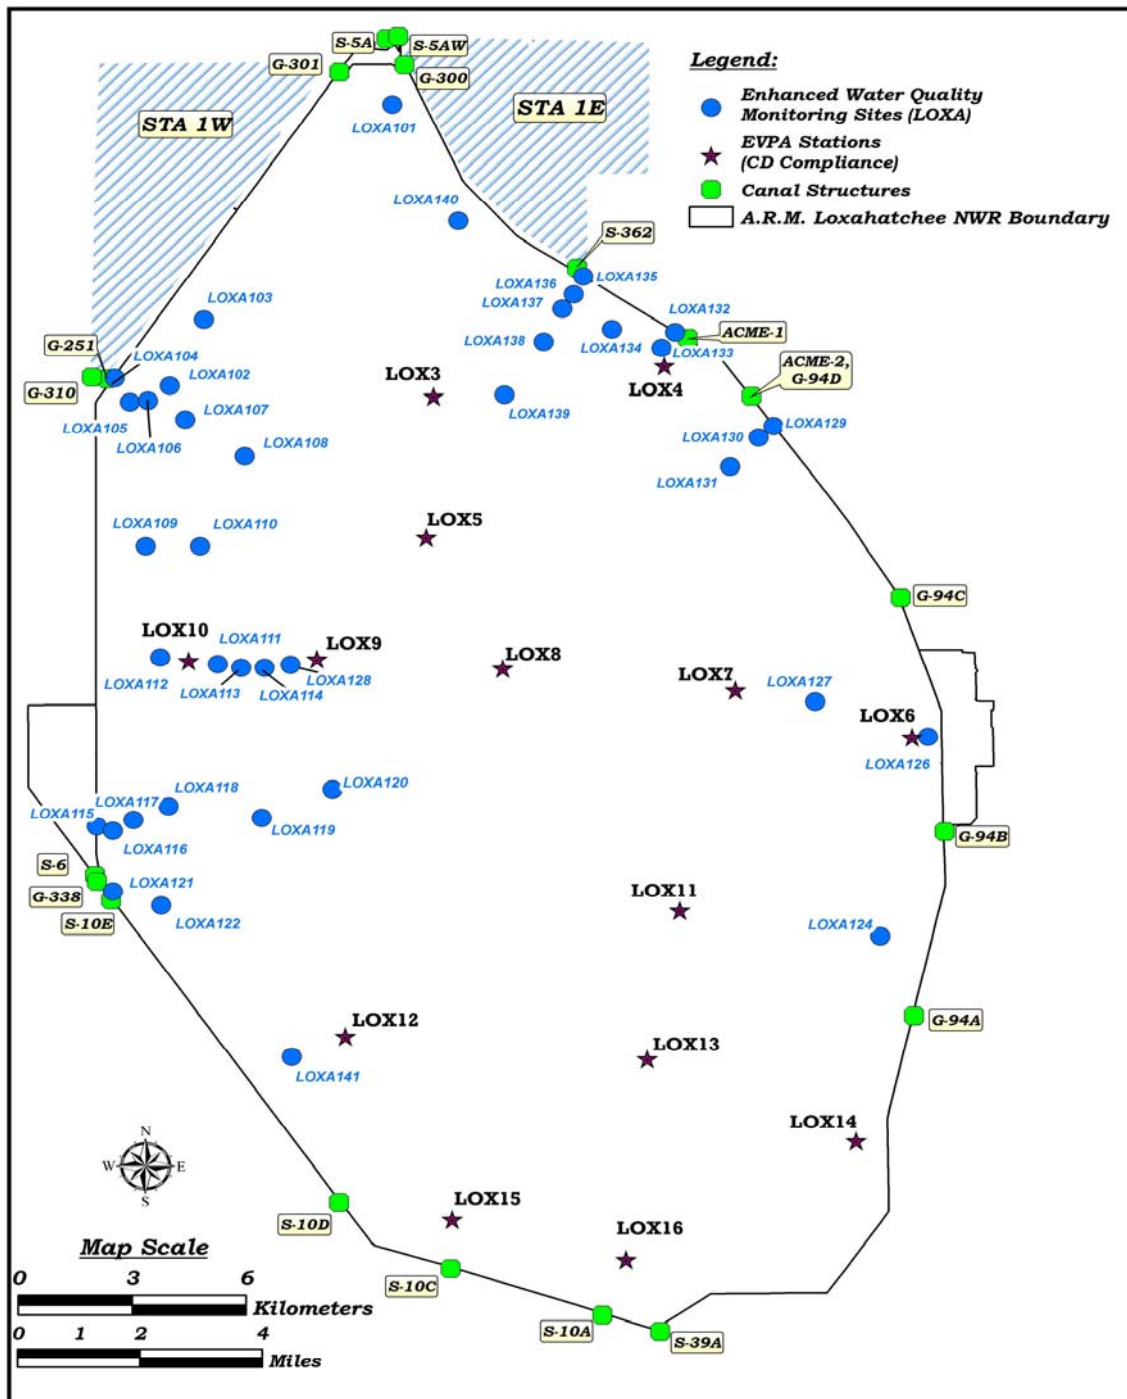 S-5A
S-5AW
G-301
G-300
STA 1W
STA 1E
LOXA101
Legend:
Enhanced Water Quality
Monitoring Sites (LOXA)
EVPA Stations
(CD Compliance)
Canal Structures
A.R.M. Loxahatchee NWR Boundary
LOXA140
S-362
LOXA136
LOXA135
LOXA137
LOXA103
LOXA132
ACME-1
LOXA138
LOXA134
LOXA133
G-251
LOXA104
LOXA102
G-310
LOX3
LOX4
ACME-2,
G-94D
LOXA139
LOXA105
LOXA107
LOXA106
LOXA108
LOXA129
LOXA130
LOXA131
LOXA109
LOXA110
LOX5
G-94C
LOX10
LOXA111
LOX9
LOX8
LOX7
LOXA127
LOXA112
LOXA113
LOXA114
LOXA128
LOX6
LOXA126
LOXA118
LOXA120
LOXA115
LOXA117
LOXA119
LOXA116
G-94B
S-6
LOXA121
G-338
S-10E
LOXA122
LOX11
LOXA124
LOX12
LOXA141
LOX13
G-94A
LOX14
N
W
E
S
S-10D
LOX15
LOX16
S-10C
S-10A
S-39A
Map Scale
0 3 6
Kilometers
0 1 2 4
Miles